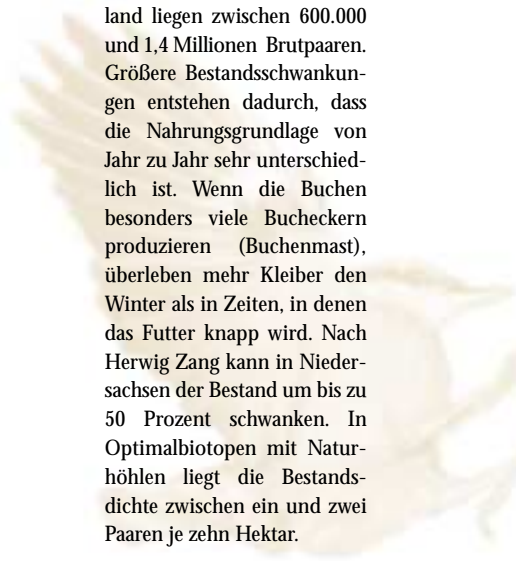 land liegen zwischen 600.000
und 1,4 Millionen Brutpaaren.
Größere Bestandsschwankun-
gen entstehen dadurch, dass
die Nahrungsgrundlage von
Jahr zu Jahr sehr unterschied-
lich ist. Wenn die Buchen
besonders viele Bucheckern
produzieren (Buchenmast),
überleben mehr Kleiber den
Winter als in Zeiten, in denen
das Futter knapp wird. Nach
Herwig Zang kann in Nieder-
sachsen der Bestand um bis zu
50 Prozent schwanken. In
Optimalbiotopen mit Natur-
höhlen liegt die Bestands-
dichte zwischen ein und zwei
Paaren je zehn Hektar.